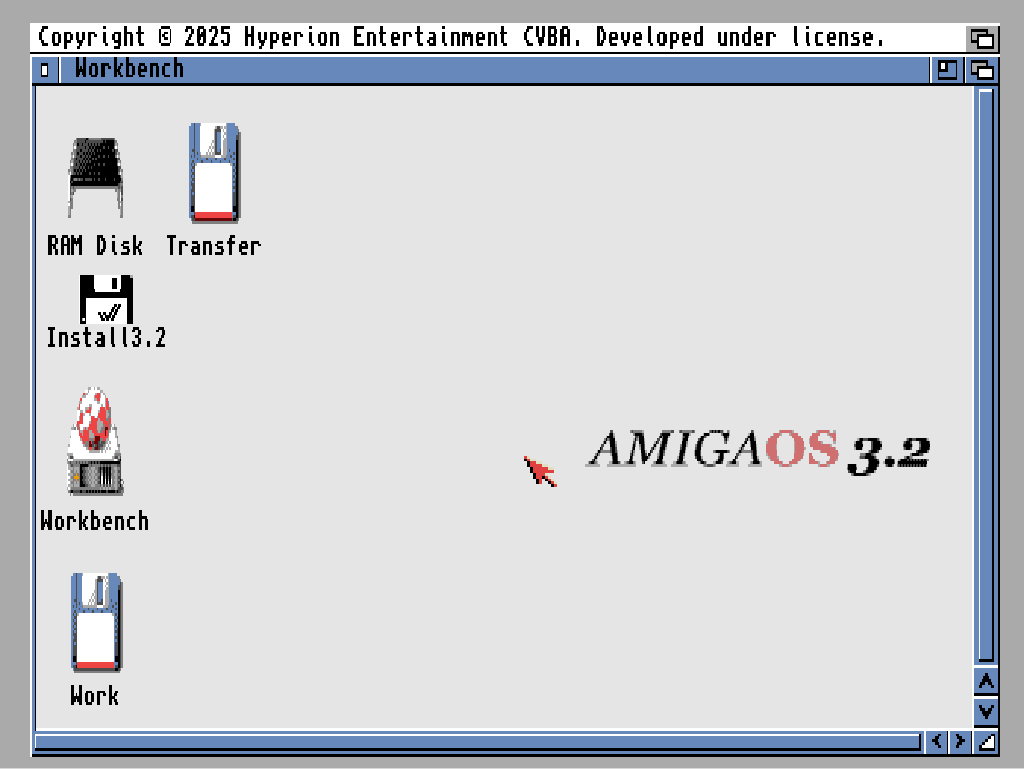 Copyright © 2025 Hyperion Entertainment CVBA. Developed under license.
Workbench
RAM Disk
Transfer
Install3.2
Workbench
AMIGAOS 3.2
Work